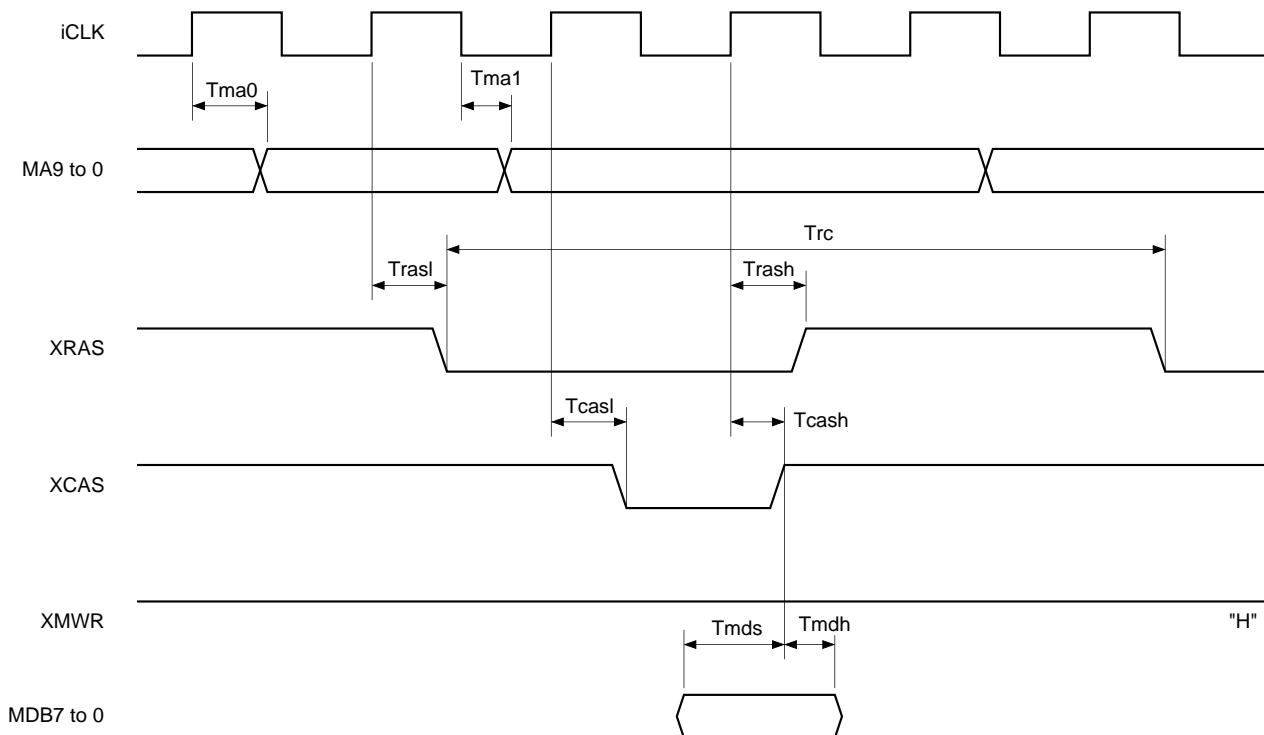 iCLK
Tma0
Tma1
MA9 to 0
Trc
Trasl
Trash
XRAS
Tcasl
Tcash
XCAS
XMWR
"H"
Tmds
Tmdh
MDB7 to 0